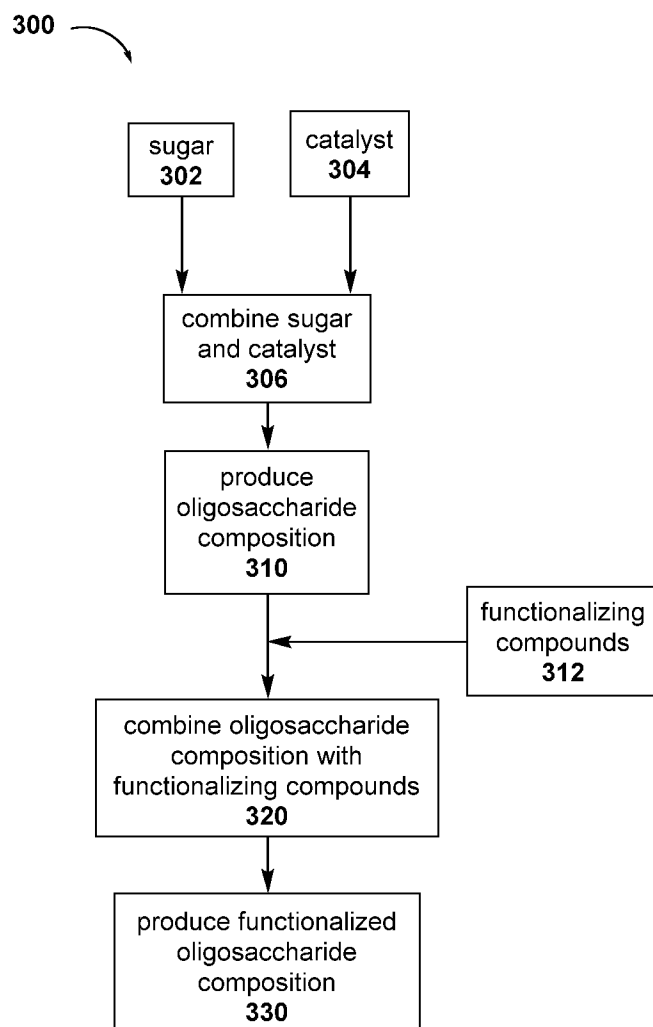 300
sugar
302
catalyst
304
combine sugar
and catalyst
306
produce
oligosaccharide
composition
310
functionalizing
compounds
312
combine oligosaccharide
composition with
functionalizing compounds
320
produce functionalized
oligosaccharide
composition
330